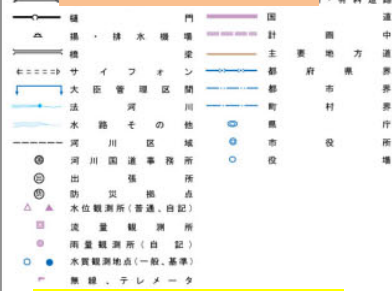 有料道路
樋門
国道
揚・排水機場
計画中
橋梁
主要地方道
サイフォン
都府県界
大臣管理区間
都市界
法河川
町村界
水路その他
県庁
河川区域
市役所
河川国道事務所
役場
出張所
防災拠点
水位観測所(普通、自記)
流量観測所
雨量観測所(自記)
水質観測地点(一般、基準)
無線、テレメータ